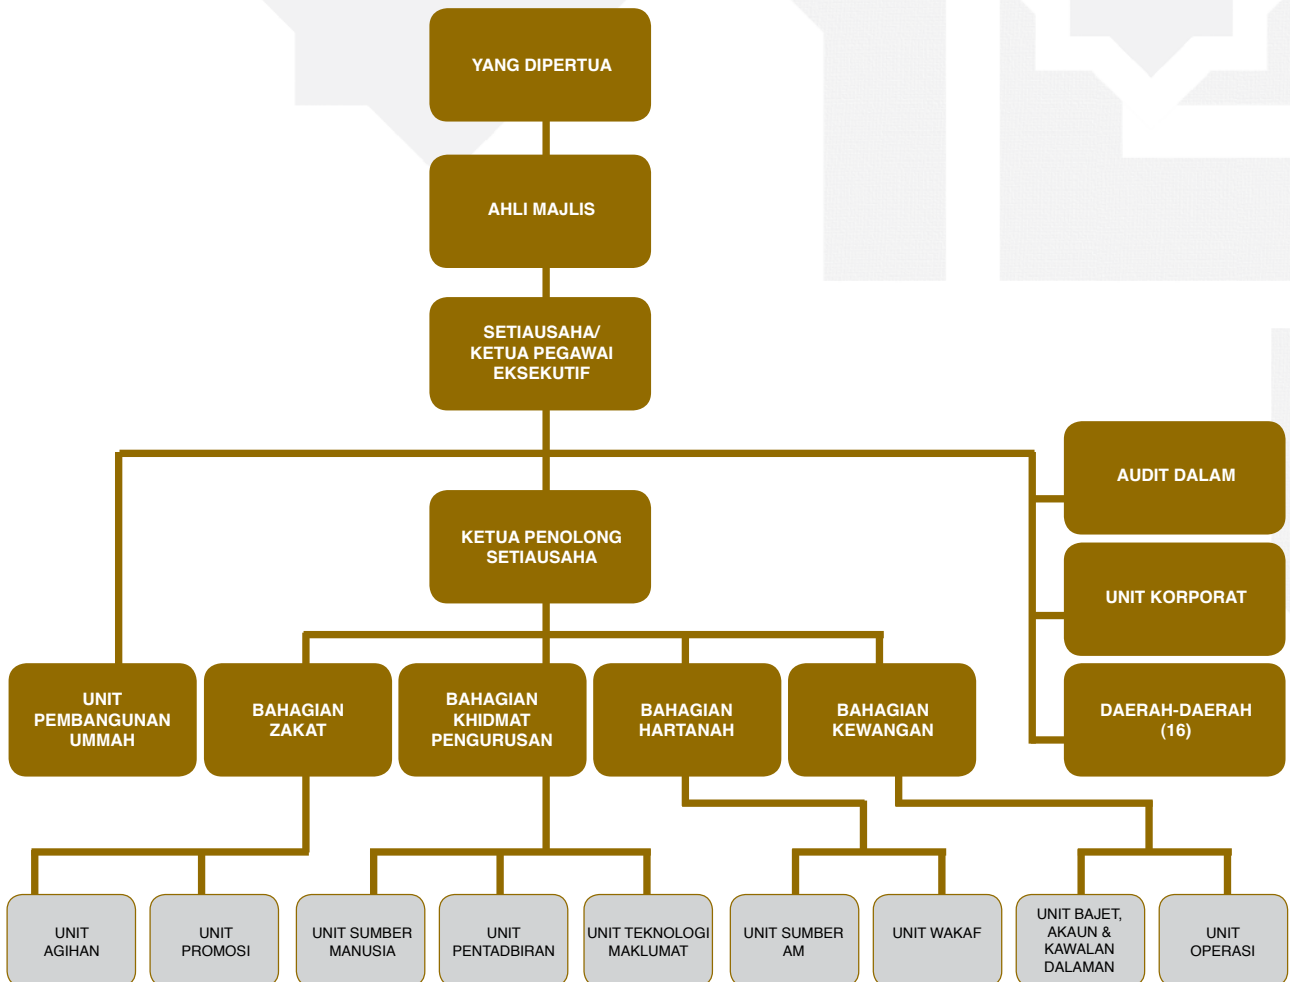 YANG DIPERTUA
AHLI MAJLIS
SETIAUSAHA/
KETUA PEGAWAI
EKSEKUTIF
AUDIT DALAM
KETUA PENOLONG
SETIAUSAHA
UNIT KORPORAT
UNIT
PEMBANGUNAN
UMMAH
BAHAGIAN
ZAKAT
BAHAGIAN
KHIDMAT
PENGURUSAN
BAHAGIAN
HARTANAH
BAHAGIAN
KEWANGAN
DAERAH-DAERAH
(16)
UNIT
AGIHAN
UNIT
PROMOSI
UNIT SUMBER
MANUSIA
UNIT
PENTADBIRAN
UNIT TEKNOLOGI
MAKLUMAT
UNIT SUMBER
AM
UNIT WAKAF
UNIT BAJET,
AKAUN &
KAWALAN
DALAMAN
UNIT
OPERASI